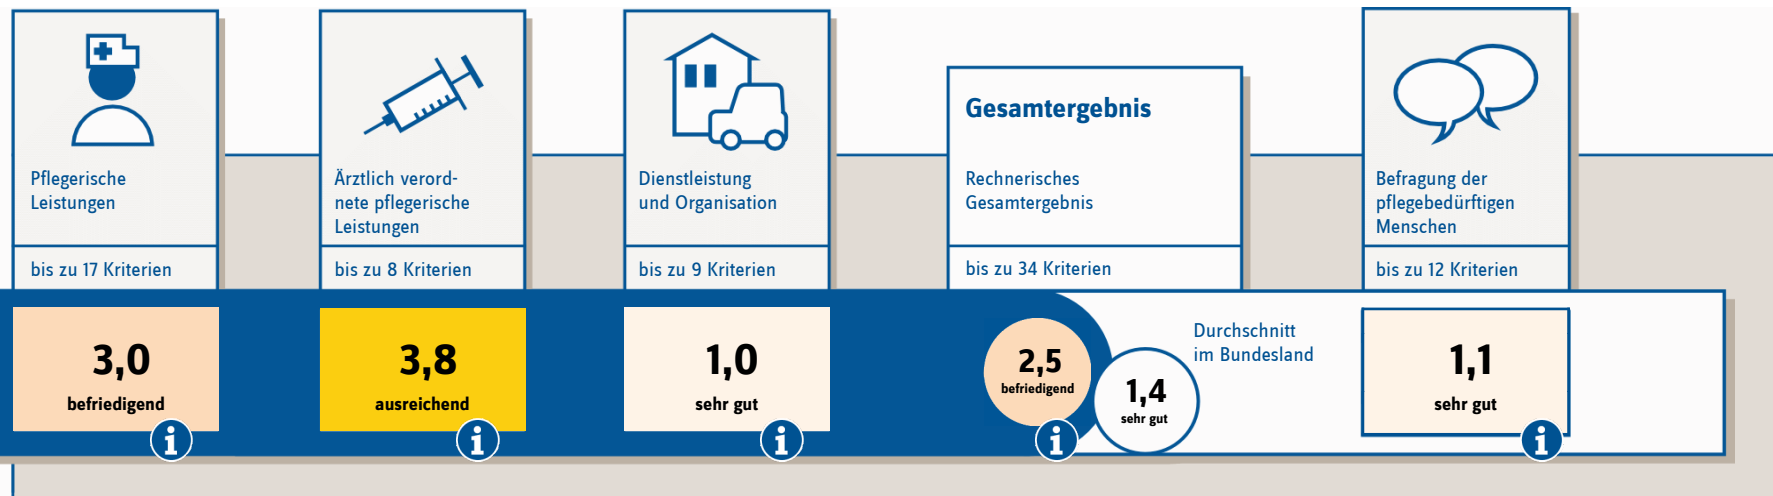 Pflegerische
Leistungen
bis zu 17 Kriterien
3,0
befriedigend
i
Ärztlich verord-
nete pflegerische
Leistungen
bis zu 8 Kriterien
3,8
ausreichend
i
Dienstleistung
und Organisation
bis zu 9 Kriterien
1,0
sehr gut
i
Gesamtergebnis
Rechnerisches
Gesamtergebnis
bis zu 34 Kriterien
2,5
befriedigend
i
Durchschnitt
im Bundesland
1,4
sehr gut
Befragung der
pflegebedürftigen
Menschen
bis zu 12 Kriterien
1,1
sehr gut
i